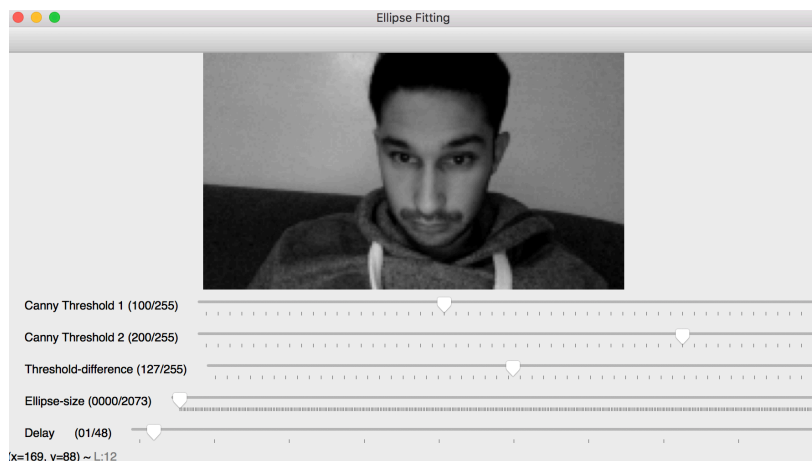 Ellipse Fitting
Canny Threshold 1 (100/255)
Canny Threshold 2 (200/255)
Threshold-difference (127/255)
Ellipse-size (0000/2073)
Delay (01/48)
(x=169, y=88) ~ L:12